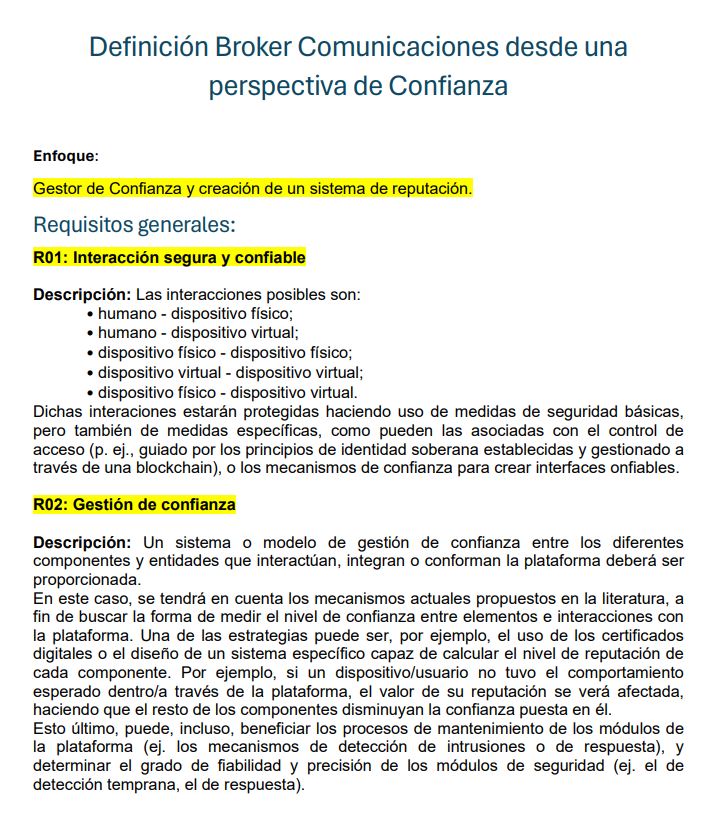 Definición Broker Comunicaciones desde una
perspectiva de Confianza
Enfoque:
Gestor de Confianza y creación de un sistema de reputación.
Requisitos generales:
R01: Interacción segura y confiable
Descripción: Las interacciones posibles son:
• humano - dispositivo físico;
• humano - dispositivo virtual;
• dispositivo físico - dispositivo físico;
• dispositivo virtual - dispositivo virtual;
• dispositivo físico - dispositivo virtual.
Dichas interaciones estarán protegidas haciendo uso de medidas de seguridad básicas,
pero también de medidas específicas, como pueden las asociadas con el control de
acceso (p. ej., guiado por los principios de identidad soberana establecidas y gestionado a
través de una blockchain), o los mecanismos de confianza para crear interfaces onfiables.
R02: Gestión de confianza
Descripción: Un sistema o modelo de gestión de confianza entre los diferentes
componentes y entidades que interactúan, integran o conforman la plataforma deberá ser
proporcionada.
En este caso, se tendrá en cuenta los mecanismos actuales propuestos en la literatura, a
fin de buscar la forma de medir el nivel de confianza entre elementos e interacciones con
la plataforma. Una de las estrategias puede ser, por ejemplo, el uso de los certificados
digitales o el diseño de un sistema específico capaz de calcular el nivel de reputación de
cada componente. Por ejemplo, si un dispositivo/usuario no tuvo el comportamiento
esperado dentro/a través de la plataforma, el valor de su reputación se verá afectada,
haciendo que el resto de los componentes disminuyan la confianza puesta en él.
Esto último, puede, incluso, beneficiar los procesos de mantenimiento de los módulos de
la plataforma (ej. los mecanismos de detección de intrusiones o de respuesta), y
determinar el grado de fiabilidad y precisión de los módulos de seguridad (ej. el de
detección temprana, el de respuesta).